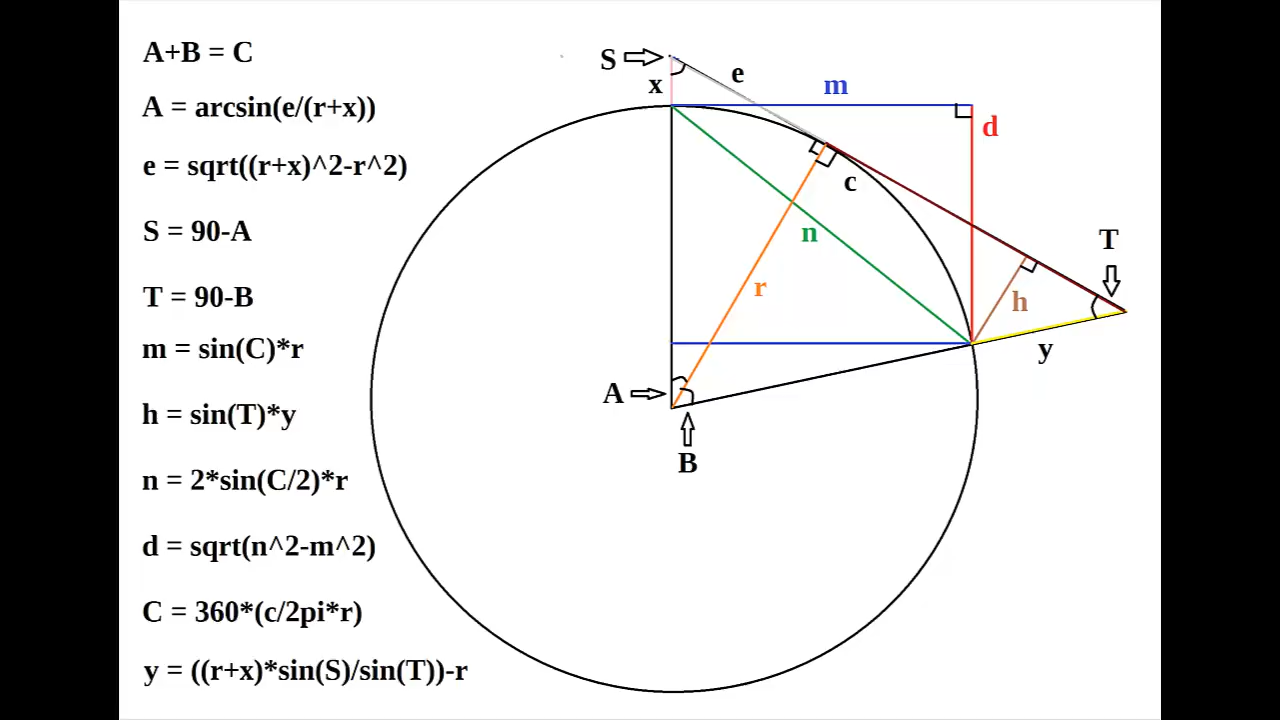 A+B = C
A = arcsin(e/(r+x))
e = sqrt((r+x)^2-r^2)
S = 90-A
T = 90-B
m = sin(C)*r
h = sin(T)*y
n = 2*sin(C/2)*r
d = sqrt(n^2-m^2)
C = 360*(c/2pi*r)
y = ((r+x)*sin(S)/sin(T))-r
S
e
x
m
d
c
n
T
r
h
y
A
B